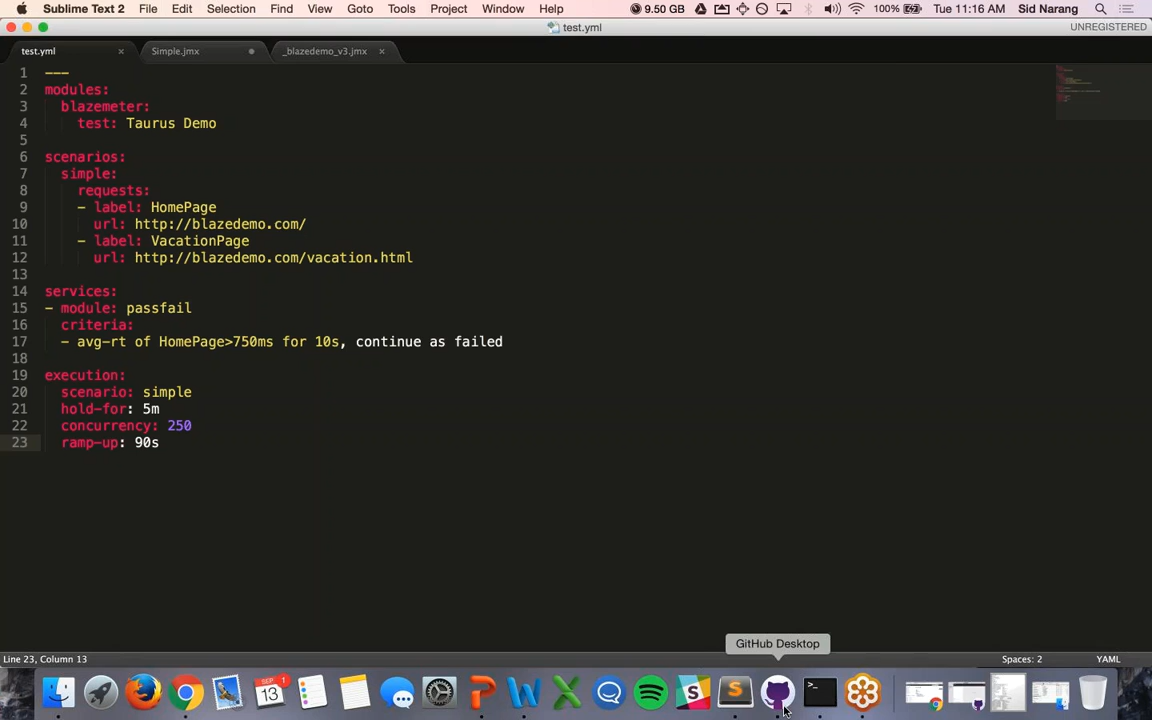 Sublime Text 2 File Edit Selection Find View Goto Tools Project Window Help 9.50 GB 100% Tue 11:16 AM Sid Narang
test.yml UNREGISTERED
test.yml × Simple.jmx _blazedemo_v3.jmx ×
1 ---
2 modules:
3 blazemeter:
4 test: Taurus Demo
5
6 scenarios:
7 simple:
8 requests:
9 - label: HomePage
10 url: http://blazedemo.com/
11 - label: VacationPage
12 url: http://blazedemo.com/vacation.html
13
14 services:
15 - module: passfail
16 criteria:
17 - avg-rt of HomePage>750ms for 10s, continue as failed
18
19 execution:
20 scenario: simple
21 hold-for: 5m
22 concurrency: 250
23 ramp-up: 90s
GitHub Desktop
Line 23, Column 13 Spaces: 2 YAML
SEP 1
13